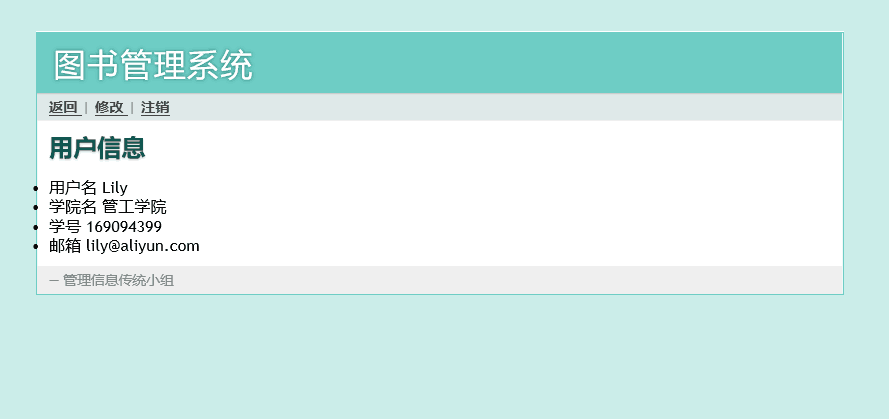 图书管理系统
返回 | 修改 | 注销
用户信息
用户名 Lily
学院名 管工学院
学号 169094399
邮箱 lily@aliyun.com
— 管理信息传统小组